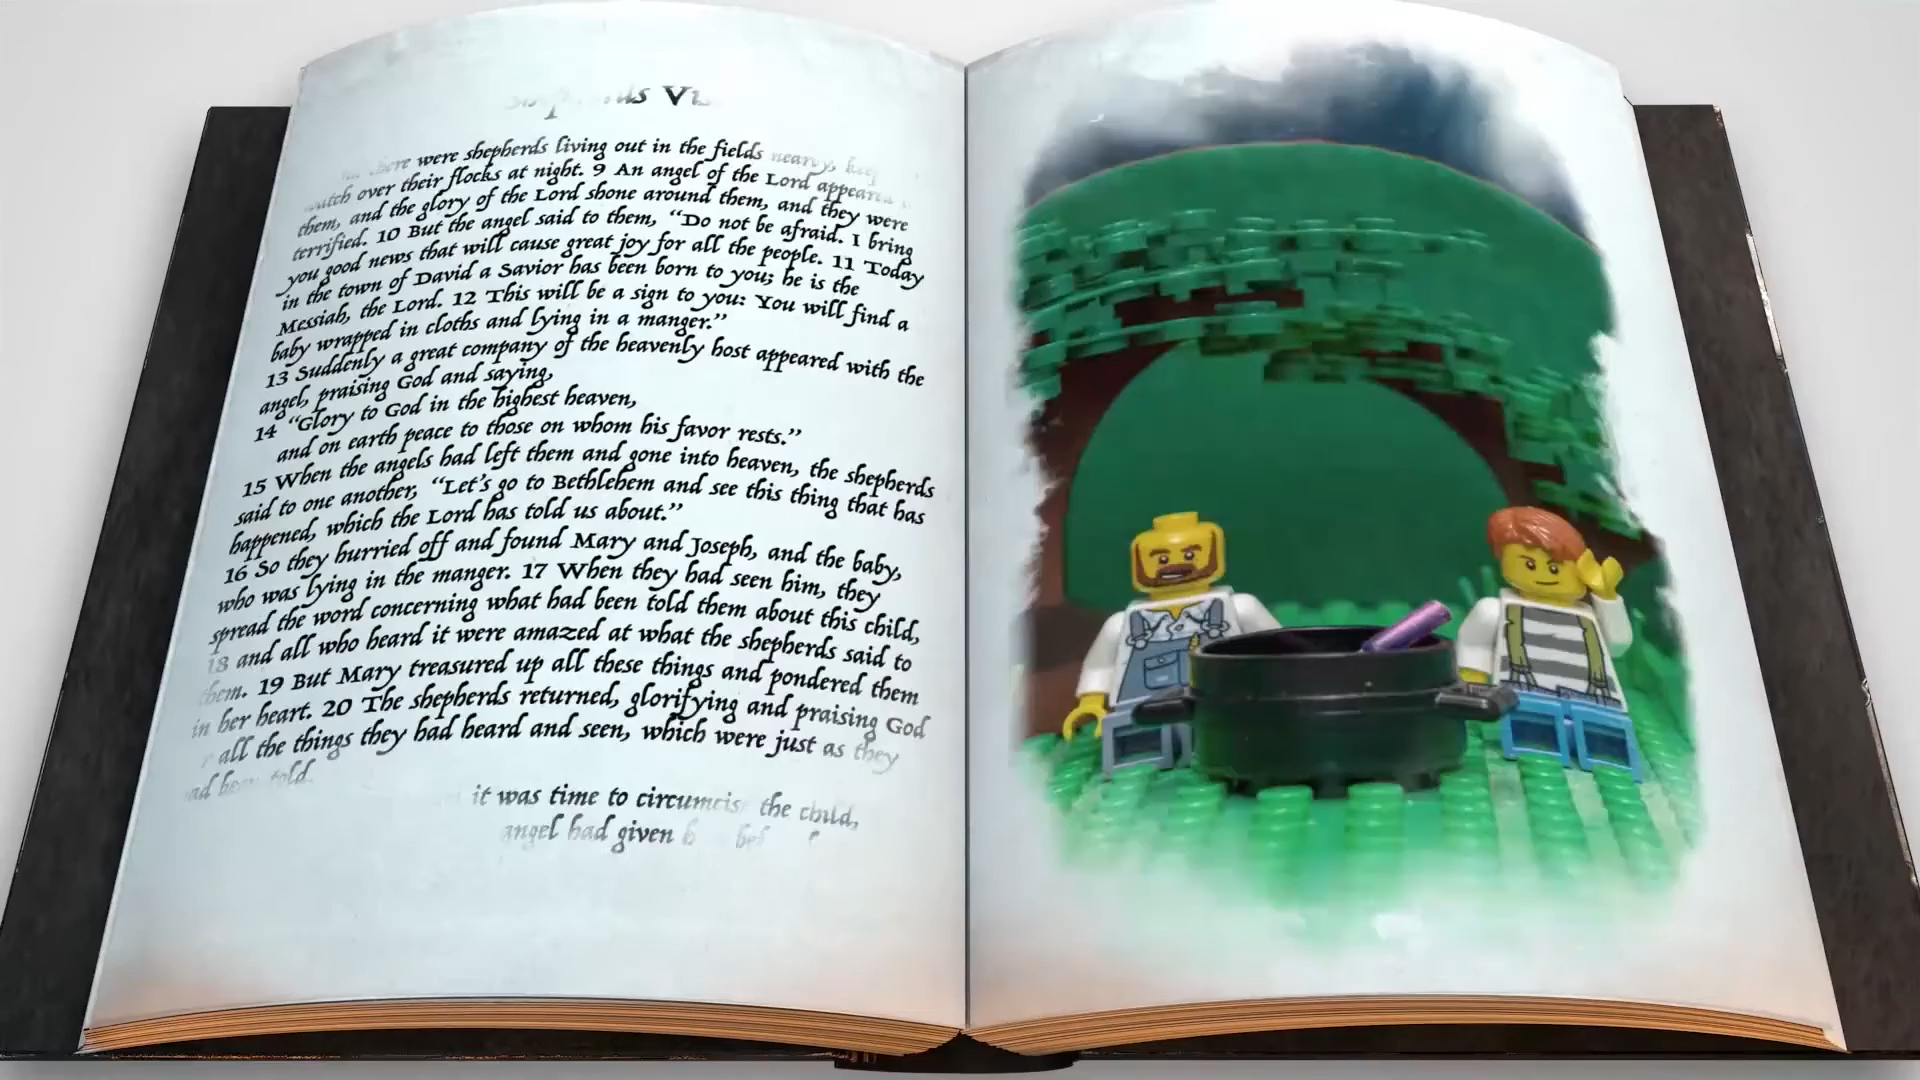 were shepherds living out in the fields nearby,
watch over their flocks at night. 9 An angel of the Lord appeared
them, and the glory of the Lord shone around them, and they were
terrified. 10 But the angel said to them, “Do not be afraid. I bring
you good news that will cause great joy for all the people. 11 Today
in the town of David a Savior has been born to you; he is the
Messiah, the Lord. 12 This will be a sign to you: You will find a
baby wrapped in cloths and lying in a manger.”
13 Suddenly a great company of the heavenly host appeared with the
angel, praising God and saying,
14 “Glory to God in the highest heaven,
and on earth peace to those on whom his favor rests.”
15 When the angels had left them and gone into heaven, the shepherds
said to one another, “Let’s go to Bethlehem and see this thing that has
happened, which the Lord has told us about.”
16 So they hurried off and found Mary and Joseph, and the baby,
who was lying in the manger. 17 When they had seen him, they
spread the word concerning what had been told them about this child,
18 and all who heard it were amazed at what the shepherds said to
them. 19 But Mary treasured up all these things and pondered them
in her heart. 20 The shepherds returned, glorifying and praising God
all the things they had heard and seen, which were just as they
told.
it was time to the child,
angel had given